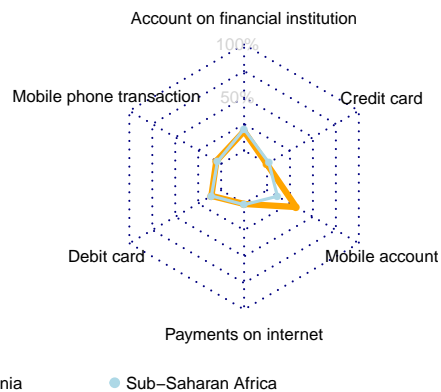 Account on financial institution
100%
Mobile phone transaction
50%
Credit card
Debit card
Mobile account
Payments on internet
nia Sub−Saharan Africa